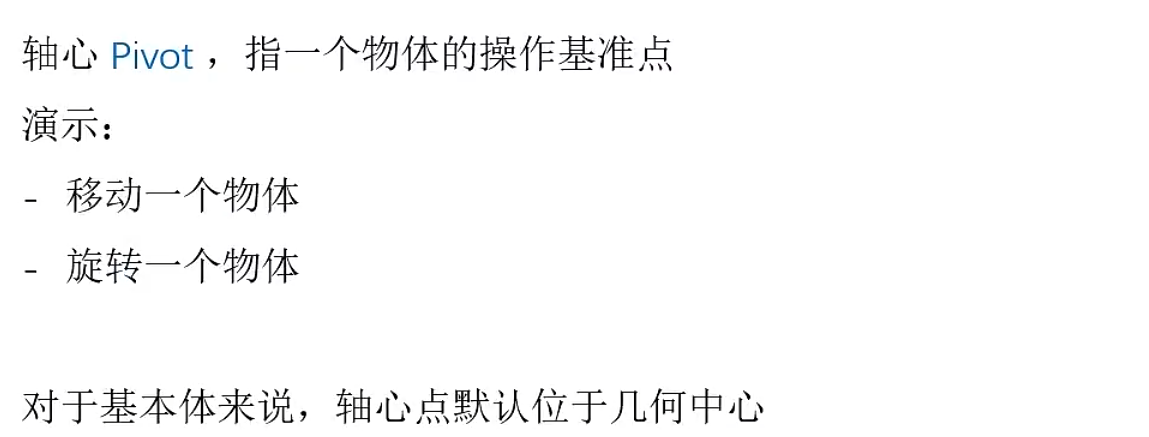 轴心 Pivot ，指一个物体的操作基准点
演示：
- 移动一个物体
- 旋转一个物体
对于基本体来说，轴心点默认位于几何中心